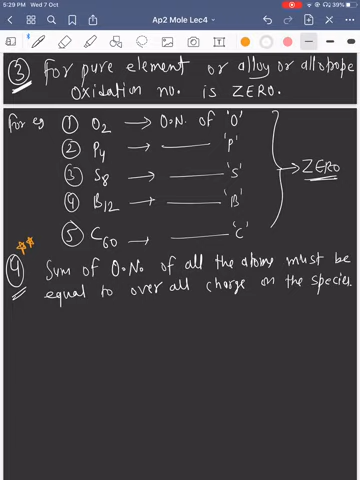 5:29 PM Wed 7 Oct
39%
Ap2 Mole Lec4
③ For pure element or alloy or allotrope
Oxidation no. is ZERO.
For eg ① O2 → O.N. of 'O'
② P4 → 'P'
③ S8 → 'S'
→ ZERO
④ B12 → 'B'
⑤ C60 → 'C'
④ Sum of O.No. of all the atoms must be
equal to over all charge on the species.